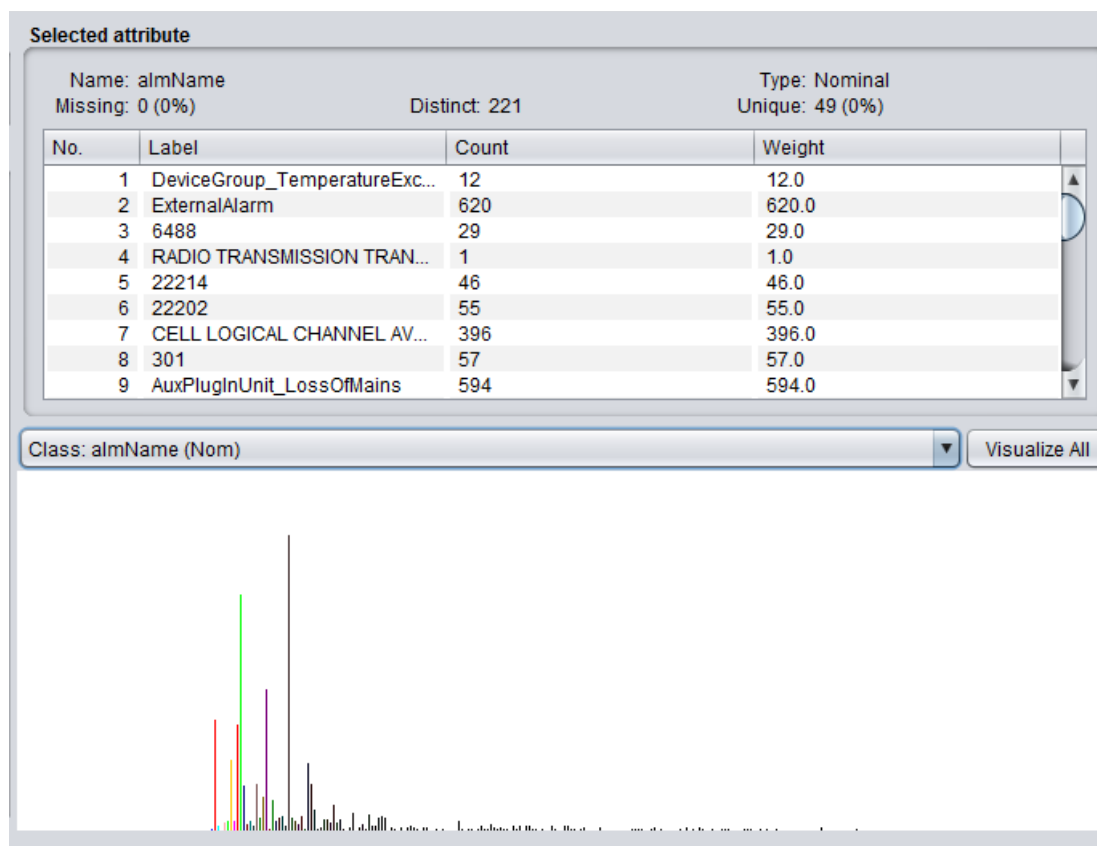 Selected attribute
Name: almName Type: Nominal
Missing: 0 (0%) Distinct: 221 Unique: 49 (0%)
No. Label Count Weight
1 DeviceGroup_TemperatureExc... 12 12.0
2 ExternalAlarm 620 620.0
3 6488 29 29.0
4 RADIO TRANSMISSION TRAN... 1 1.0
5 22214 46 46.0
6 22202 55 55.0
7 CELL LOGICAL CHANNEL AV... 396 396.0
8 301 57 57.0
9 AuxPlugInUnit_LossOfMains 594 594.0
Class: almName (Nom) Visualize All